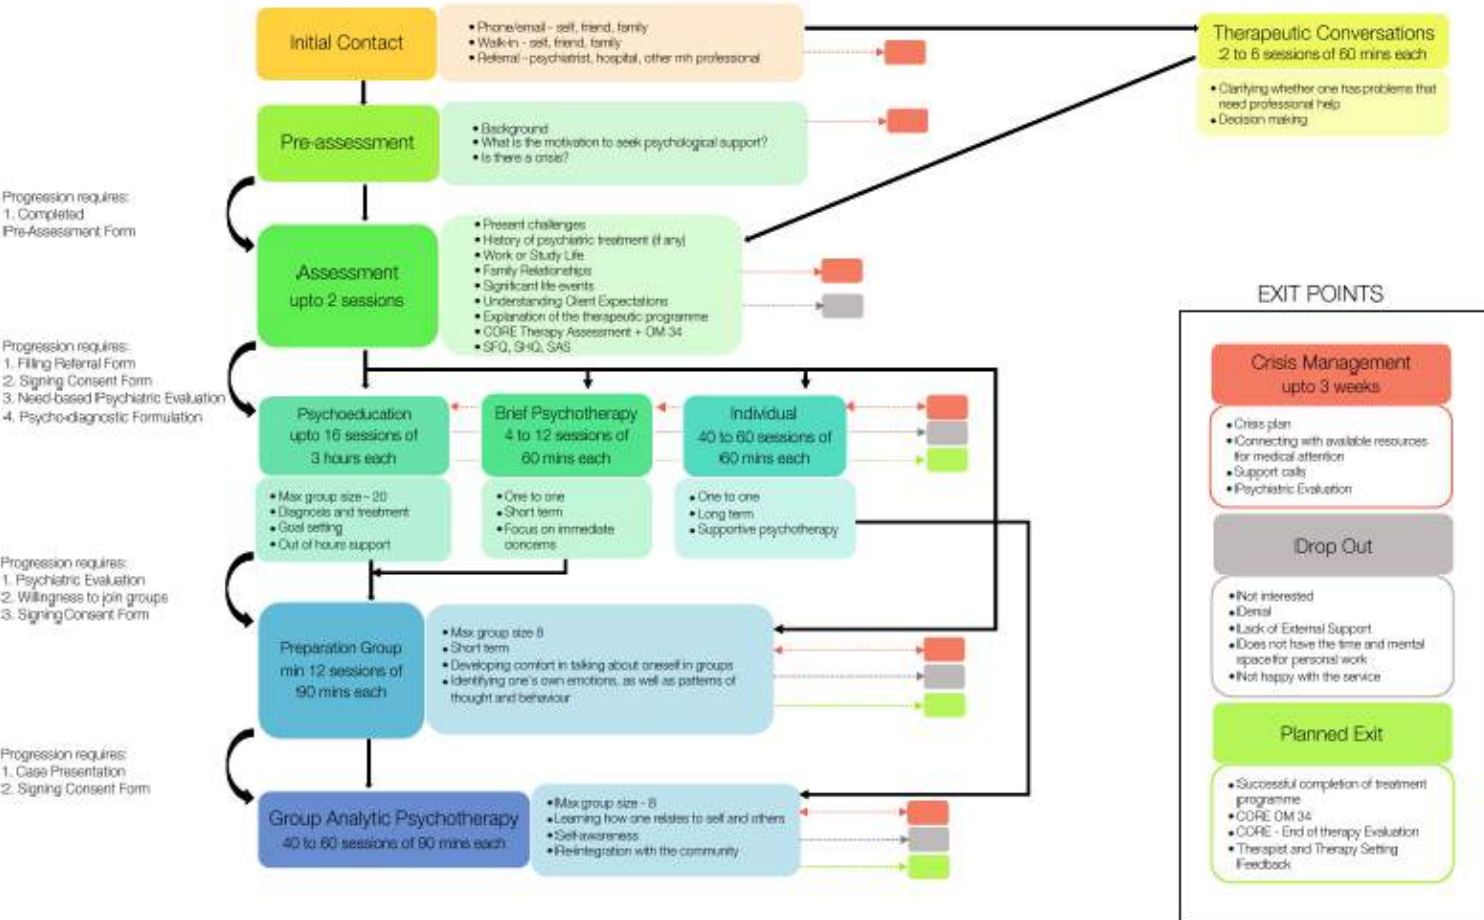 Initial Contact
• Phone/email - self, friend, family
• Walk-in - self, friend, family
• Referral - psychiatrist, hospital, other mh professional
Therapeutic Conversations
2 to 6 sessions of 60 mins each
• Clarifying whether one has problems that
need professional help
• Decision making
Pre-assessment
• Background
• What is the motivation to seek psychological support?
• Is there a crisis?
Progression requires:
1. Completed
Pre-Assessment Form
Assessment
upto 2 sessions
• Present challenges
• History of psychiatric treatment (if any)
• Work or Study Life
• Family Relationships
• Significant life events
• Understanding Client Expectations
• Explanation of the therapeutic programme
• CORE Therapy Assessment + OM 34
• SFQ, SHQ, SAS
Progression requires:
1. Filling Referral Form
2. Signing Consent Form
3. Need-based Psychiatric Evaluation
4. Psycho-diagnostic Formulation
Psychoeducation
upto 16 sessions of
3 hours each
• Max group size - 20
• Diagnosis and treatment
• Goal setting
• Out of hours support
Brief Psychotherapy
4 to 12 sessions of
60 mins each
• One to one
• Short term
• Focus on immediate
concerns
Individual
40 to 60 sessions of
60 mins each
• One to one
• Long term
• Supportive psychotherapy
Progression requires:
1. Psychiatric Evaluation
2. Willingness to join groups
3. Signing Consent Form
Preparation Group
min 12 sessions of
90 mins each
• Max group size 8
• Short term
• Developing comfort in talking about oneself in groups
• Identifying one's own emotions, as well as patterns of
thought and behaviour
Progression requires:
1. Case Presentation
2. Signing Consent Form
Group Analytic Psychotherapy
40 to 60 sessions of 90 mins each
• Max group size - 8
• Learning how one relates to self and others
• Self-awareness
• Reintegration with the community
EXIT POINTS
Crisis Management
upto 3 weeks
• Crisis plan
• Connecting with available resources
for medical attention
• Support calls
• Psychiatric Evaluation
Drop Out
• Not interested
• Denial
• Lack of External Support
• Does not have the time and mental
space for personal work
• Not happy with the service
Planned Exit
• Successful completion of treatment
programme
• CORE OM 34
• CORE - End of therapy Evaluation
• Therapist and Therapy Setting
Feedback